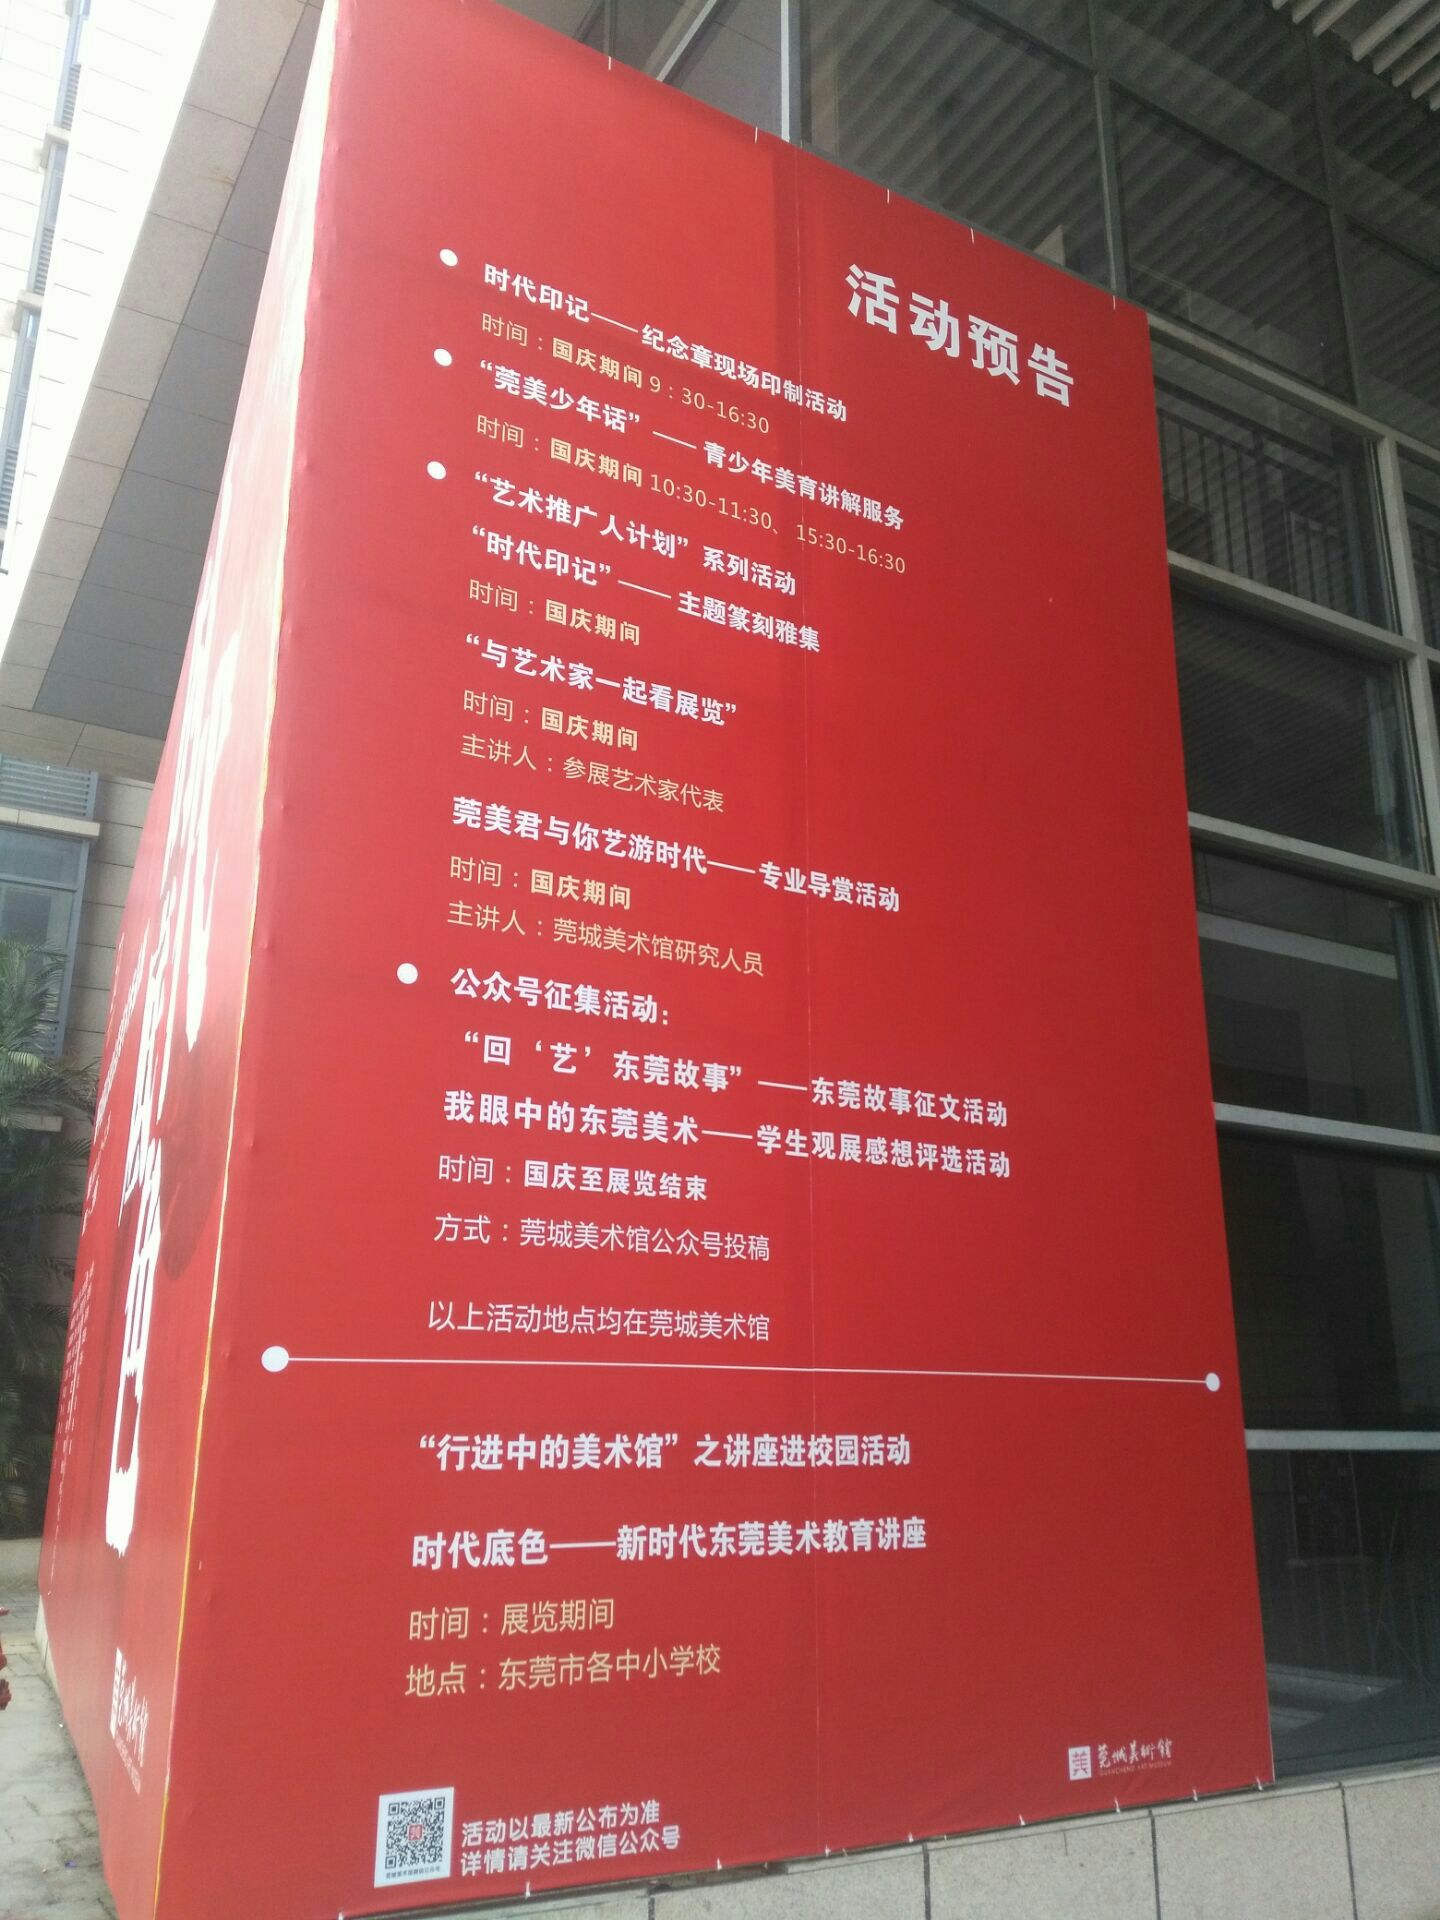 活动预告
时代印记——纪念章现场印制活动
时间：国庆期间 9：30-16:30
“莞美少年话”——青少年美育讲解服务
时间：国庆期间 10:30-11:30、15:30-16:30
“艺术推广人计划”系列活动
“时代印记”——主题篆刻雅集
时间：国庆期间
“与艺术家一起看展览”
时间：国庆期间
主讲人：参展艺术家代表
莞美君与你艺游时代——专业导赏活动
时间：国庆期间
主讲人：莞城美术馆研究人员
公众号征集活动：
“回‘艺’东莞故事”——东莞故事征文活动
我眼中的东莞美术——学生观展感想评选活动
时间：国庆至展览结束
方式：莞城美术馆公众号投稿
以上活动地点均在莞城美术馆
“行进中的美术馆”之讲座进校园活动
时代底色——新时代东莞美术教育讲座
时间：展览期间
地点：东莞市各中小学校
莞城美術館
GUANCHENG ART MUSEUM
活动以最新公布为准
详情请关注微信公众号